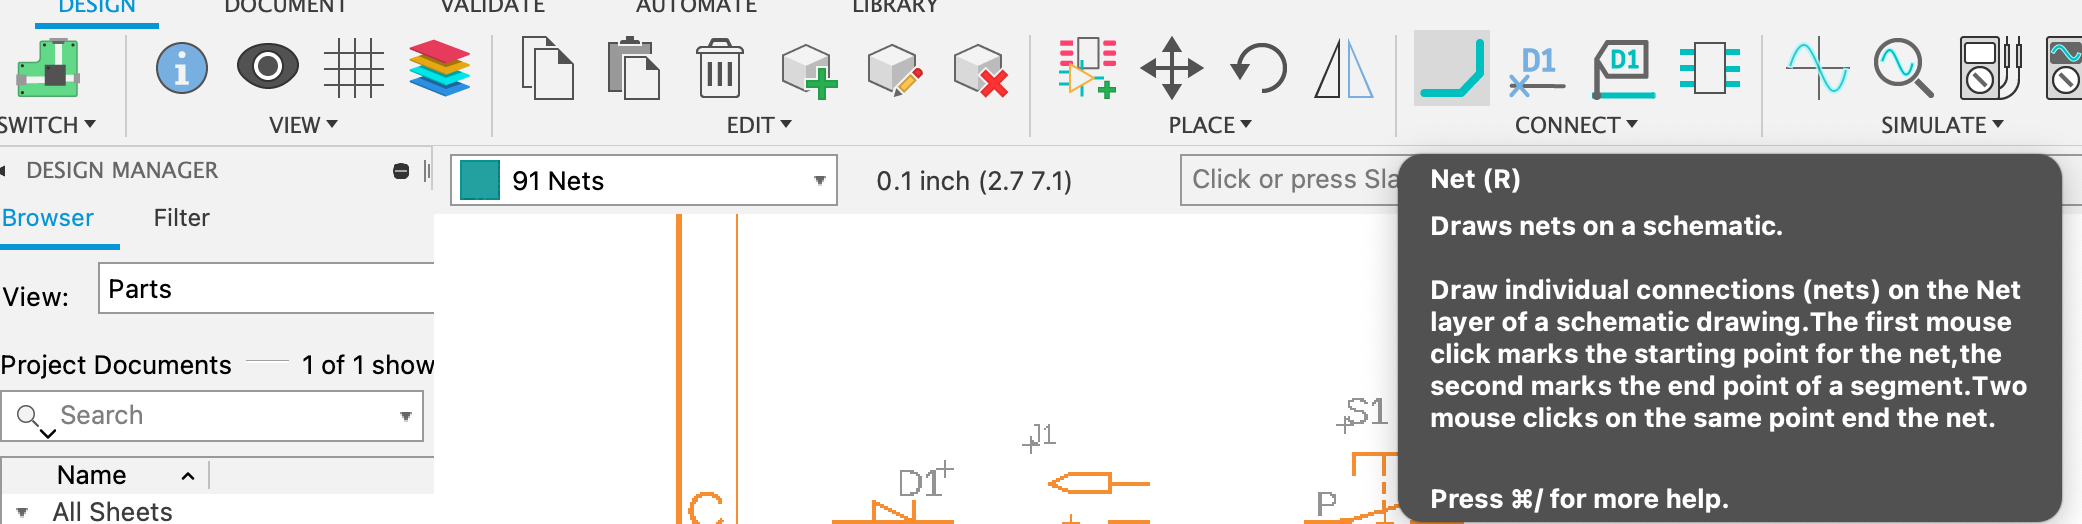 DESIGN DOCUMENT VALIDATE AUTOMATE LIBRARY
D1 D1
SWITCH VIEW EDIT PLACE CONNECT SIMULATE
DESIGN MANAGER
91 Nets 0.1 inch (2.7 7.1) Click or press Sla
Browser Filter
View: Parts
Project Documents 1 of 1 show
Search
Name
All Sheets
Net (R)
Draws nets on a schematic.
Draw individual connections (nets) on the Net
layer of a schematic drawing.The first mouse
click marks the starting point for the net,the
second marks the end point of a segment.Two
mouse clicks on the same point end the net.
Press ⌘/ for more help.
S1
J1
D1
P
C